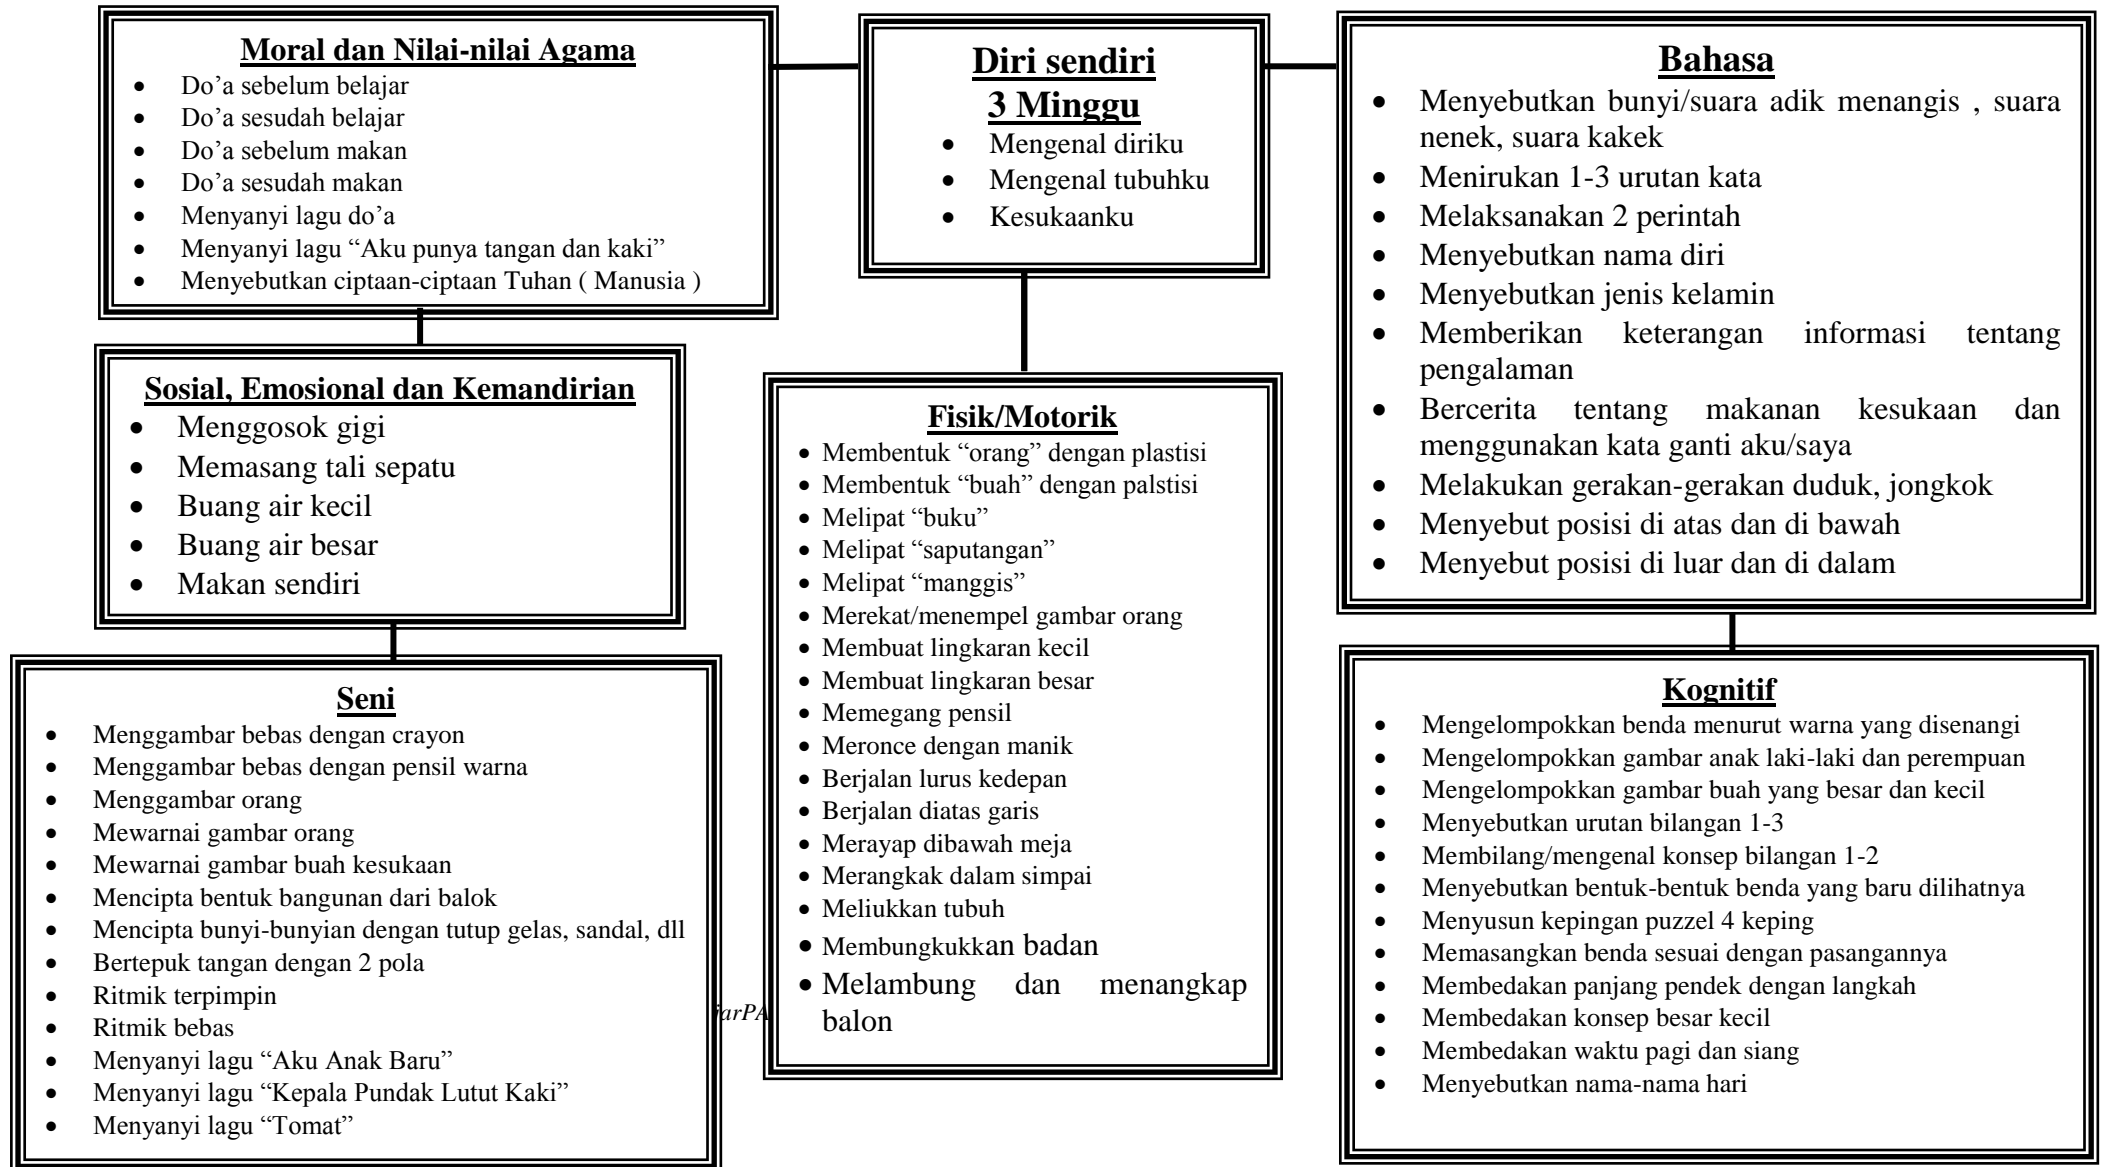 Moral dan Nilai-nilai Agama
• Do’a sebelum belajar
• Do’a sesudah belajar
• Do’a sebelum makan
• Do’a sesudah makan
• Menyanyi lagu do’a
• Menyanyi lagu “Aku punya tangan dan kaki”
• Menyebutkan ciptaan-ciptaan Tuhan ( Manusia )
Diri sendiri
3 Minggu
• Mengenal diriku
• Mengenal tubuhku
• Kesukaanku
Bahasa
• Menyebutkan bunyi/suara adik menangis , suara
nenek, suara kakek
• Menirukan 1-3 urutan kata
• Melaksanakan 2 perintah
• Menyebutkan nama diri
• Menyebutkan jenis kelamin
• Memberikan keterangan informasi tentang
pengalaman
• Bercerita tentang makanan kesukaan dan
menggunakan kata ganti aku/saya
• Melakukan gerakan-gerakan duduk, jongkok
• Menyebut posisi di atas dan di bawah
• Menyebut posisi di luar dan di dalam
Sosial, Emosional dan Kemandirian
• Menggosok gigi
• Memasang tali sepatu
• Buang air kecil
• Buang air besar
• Makan sendiri
Fisik/Motorik
• Membentuk “orang” dengan plastisi
• Membentuk “buah” dengan palstisi
• Melipat “buku”
• Melipat “saputangan”
• Melipat “manggis”
• Merekat/menempel gambar orang
• Membuat lingkaran kecil
• Membuat lingkaran besar
• Memegang pensil
• Meronce dengan manik
• Berjalan lurus kedepan
• Berjalan diatas garis
• Merayap dibawah meja
• Merangkak dalam simpai
• Meliukkan tubuh
• Membungkukkan badan
• Melambung dan menangkap
balon
Seni
• Menggambar bebas dengan crayon
• Menggambar bebas dengan pensil warna
• Menggambar orang
• Mewarnai gambar orang
• Mewarnai gambar buah kesukaan
• Mencipta bentuk bangunan dari balok
• Mencipta bunyi-bunyian dengan tutup gelas, sandal, dll
• Bertepuk tangan dengan 2 pola
• Ritmik terpimpin
• Ritmik bebas
• Menyanyi lagu “Aku Anak Baru”
• Menyanyi lagu “Kepala Pundak Lutut Kaki”
• Menyanyi lagu “Tomat”
Kognitif
• Mengelompokkan benda menurut warna yang disenangi
• Mengelompokkan gambar anak laki-laki dan perempuan
• Mengelompokkan gambar buah yang besar dan kecil
• Menyebutkan urutan bilangan 1-3
• Membilang/mengenal konsep bilangan 1-2
• Menyebutkan bentuk-bentuk benda yang baru dilihatnya
• Menyusun kepingan puzzel 4 keping
• Memasangkan benda sesuai dengan pasangannya
• Membedakan panjang pendek dengan langkah
• Membedakan konsep besar kecil
• Membedakan waktu pagi dan siang
• Menyebutkan nama-nama hari